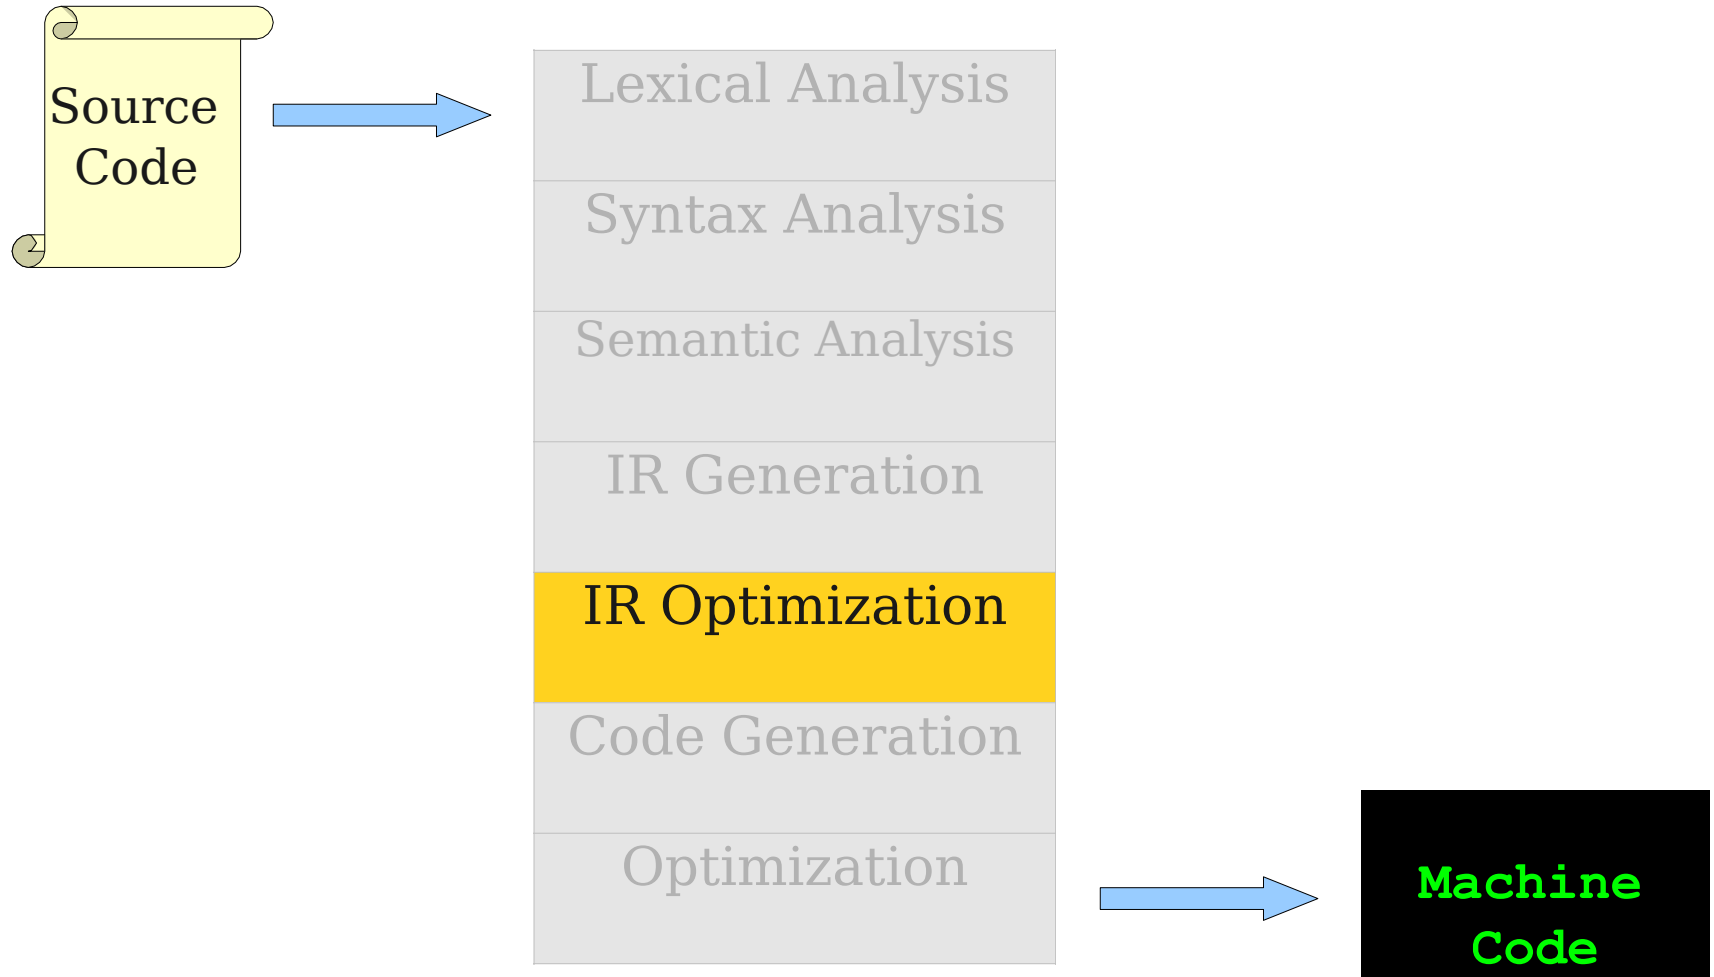 Source
Code
Lexical Analysis
Syntax Analysis
Semantic Analysis
IR Generation
IR Optimization
Code Generation
Optimization
Machine
Code